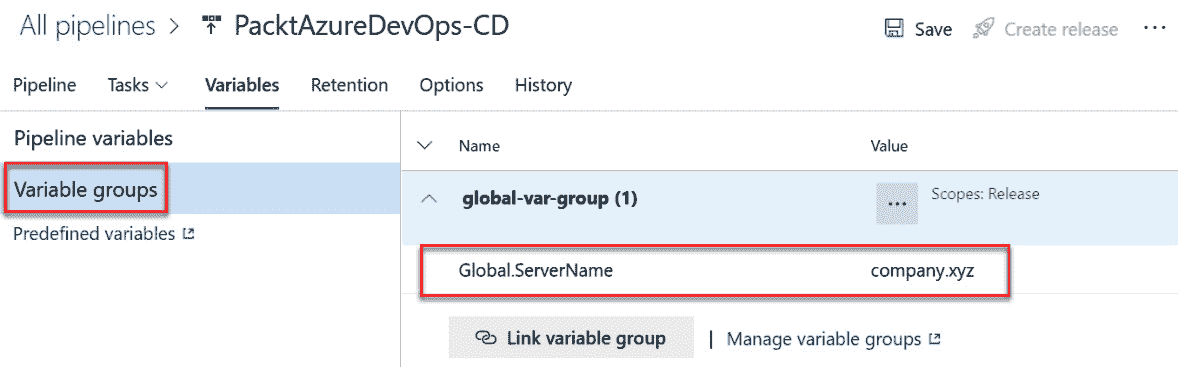 All pipelines > PacktAzureDevOps-CD
Save Create release ...
Pipeline Tasks Variables Retention Options History
Pipeline variables
Variable groups
Predefined variables
Name Value
global-var-group (1) ... Scopes: Release
Global.ServerName company.xyz
Link variable group | Manage variable groups